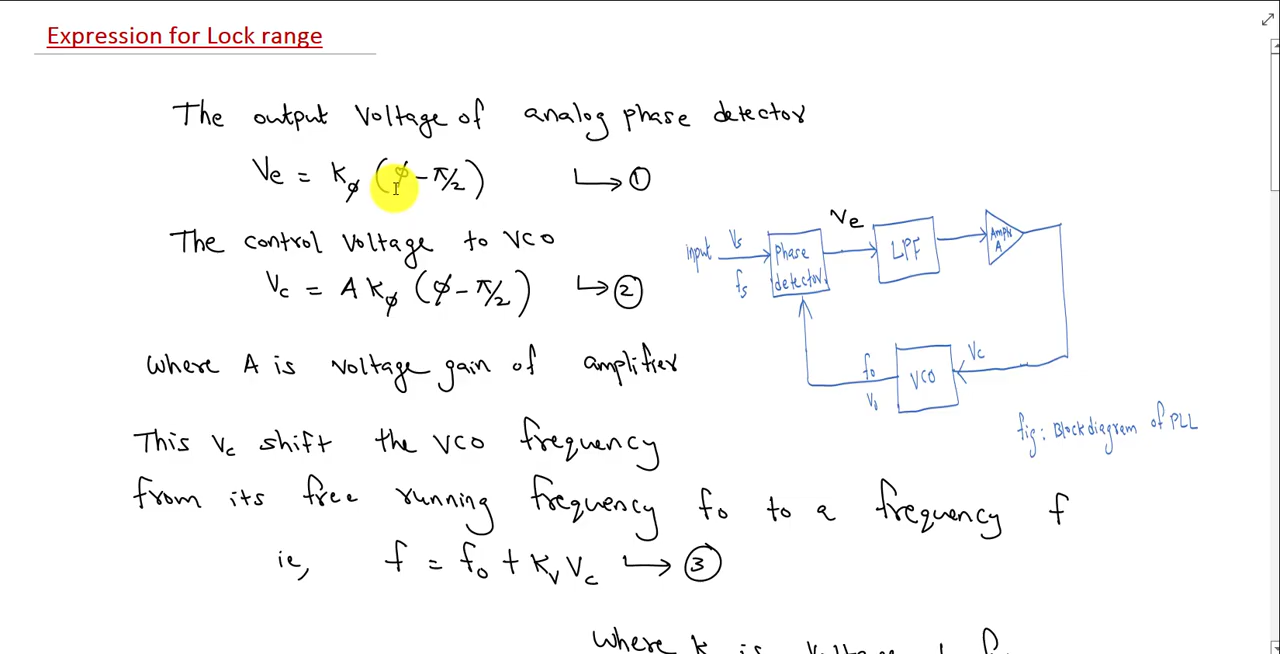 Expression for Lock range
The output Voltage of analog phase detector
Ve = Kφ (φ - π/2) ↳ ①
The control Voltage to VCO
Vc = A Kφ (φ - π/2) ↳ ②
where A is Voltage gain of amplifier
This Vc shift the VCO frequency
from its free running frequency fo to a frequency f
ie, f = fo + Kv Vc ↳ ③
where K is
input Vs
fs
Phase
detector
Ve
LPF
A
Vc
VCO
fo
Vo
fig: Block diagram of PLL